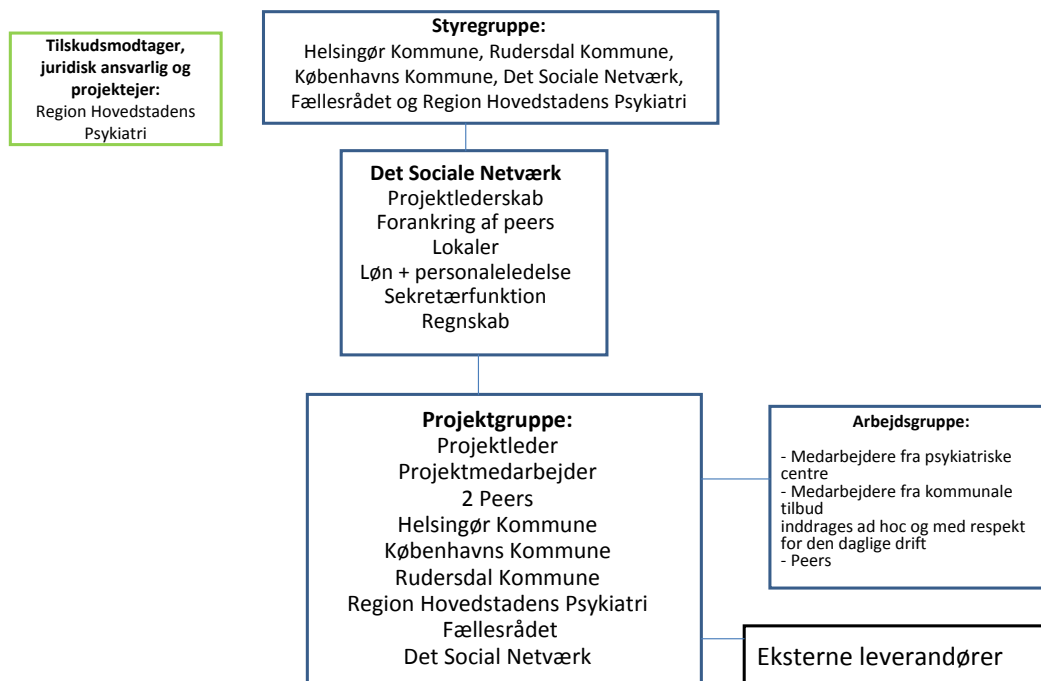 Tilskudsmodtager,
juridisk ansvarlig og
projektejer:
Region Hovedstadens
Psykiatri
Styregruppe:
Helsingør Kommune, Rudersdal Kommune,
Københavns Kommune, Det Sociale Netværk,
Fællesrådet og Region Hovedstadens Psykiatri
Det Sociale Netværk
Projektlederskab
Forankring af peers
Lokaler
Løn + personaleledelse
Sekretærfunktion
Regnskab
Projektgruppe:
Projektleder
Projektmedarbejder
2 Peers
Helsingør Kommune
Københavns Kommune
Rudersdal Kommune
Region Hovedstadens Psykiatri
Fællesrådet
Det Social Netværk
Arbejdsgruppe:
- Medarbejdere fra psykiatriske
centre
- Medarbejdere fra kommunale
tilbud
inddrages ad hoc og med respekt
for den daglige drift
- Peers
Eksterne leverandører